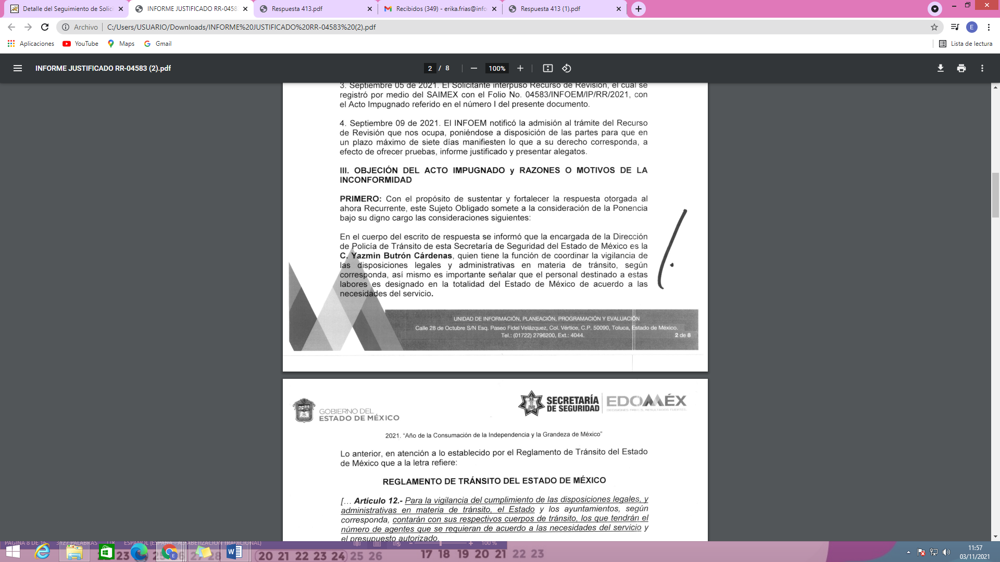 Detalle del Seguimiento de Solici
INFORME JUSTIFICADO RR-0458
Respuesta 413.pdf
Recibidos (349) - erika.frias@info
Respuesta 413 (1).pdf
Archivo
C:/Users/USUARIO/Downloads/INFORME%20JUSTIFICADO%20RR-04583%20(2).pdf
E
Aplicaciones
YouTube
Maps
Gmail
Lista de lectura
INFORME JUSTIFICADO RR-04583 (2).pdf
2 / 8
100%
3. Septiembre 05 de 2021. El Solicitante interpuso Recurso de Revisión, el cual se
registró por medio del SAIMEX con el Folio No. 04583/INFOEM/IP/RR/2021, con
el Acto Impugnado referido en el número I del presente documento.
4. Septiembre 09 de 2021. El INFOEM notificó la admisión al trámite del Recurso
de Revisión que nos ocupa, poniéndose a disposición de las partes para que en
un plazo máximo de siete días manifiesten lo que a su derecho corresponda, a
efecto de ofrecer pruebas, informe justificado y presentar alegatos.
III. OBJECIÓN DEL ACTO IMPUGNADO y RAZONES O MOTIVOS DE LA
INCONFORMIDAD
PRIMERO: Con el propósito de sustentar y fortalecer la respuesta otorgada al
ahora Recurrente, este Sujeto Obligado somete a la consideración de la Ponencia
bajo su digno cargo las consideraciones siguientes:
En el cuerpo del escrito de respuesta se informó que la encargada de la Dirección
de Policía de Tránsito de esta Secretaría de Seguridad del Estado de México es la
C. Yazmin Butrón Cárdenas, quien tiene la función de coordinar la vigilancia de
las disposiciones legales y administrativas en materia de tránsito, según
corresponda, así mismo es importante señalar que el personal destinado a estas
labores es designado en la totalidad del Estado de México de acuerdo a las
necesidades del servicio.
UNIDAD DE INFORMACIÓN, PLANEACIÓN, PROGRAMACIÓN Y EVALUACIÓN
Calle 28 de Octubre S/N Esq. Paseo Fidel Velázquez, Col. Vértice, C.P. 50090, Toluca, Estado de México.
Tel.: (01722) 2796200, Ext.: 4044.
2 de 8
GOBIERNO DEL
ESTADO DE MÉXICO
SECRETARÍA
DE SEGURIDAD
EDOMÉX
DECISIONES FIRMES, RESULTADOS FUERTES.
2021. “Año de la Consumación de la Independencia y la Grandeza de México”
Lo anterior, en atención a lo establecido por el Reglamento de Tránsito del Estado
de México que a la letra refiere:
REGLAMENTO DE TRÁNSITO DEL ESTADO DE MÉXICO
[... Artículo 12.- Para la vigilancia del cumplimiento de las disposiciones legales, y
administrativas en materia de tránsito, el Estado y los ayuntamientos, según
corresponda, contarán con sus respectivos cuerpos de tránsito, los que tendrán el
número de agentes que se requieran de acuerdo a las necesidades del servicio y
el presupuesto autorizado.
PÁGINA 8 DE 16 3127 PALABRAS ESPAÑOL (ESPAÑA - ALFABETIZACIÓN TRADICIONAL)
100 %
23 25 26 27 28
20 21 22 23 24 25 26
17 18 19 20 21 22 23
11:57
03/11/2021